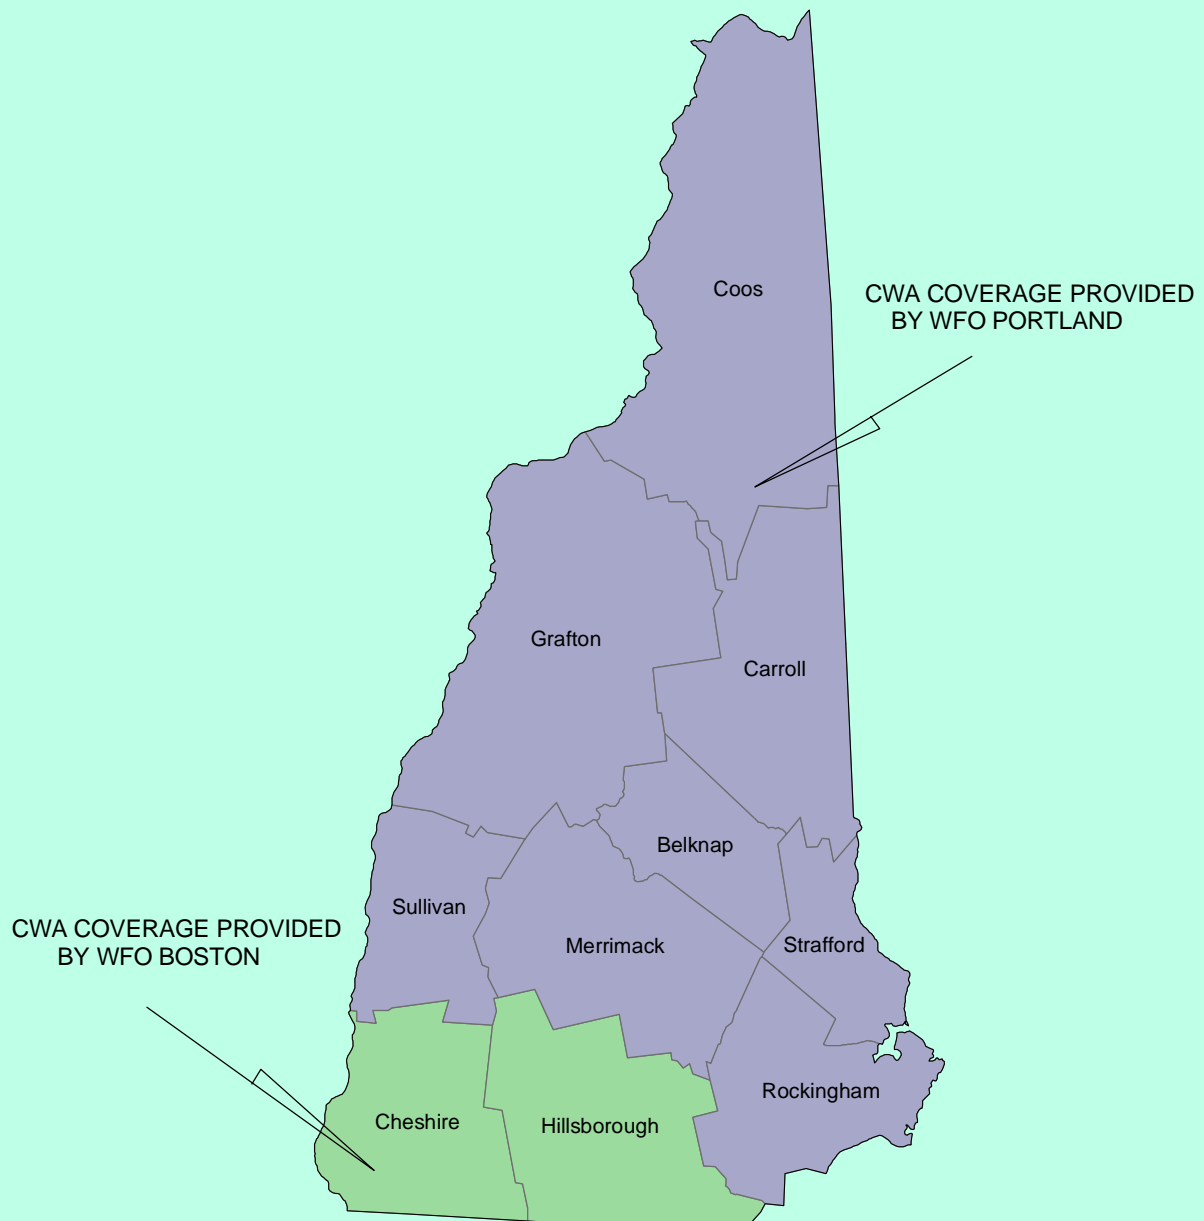 Coos
CWA COVERAGE PROVIDED
BY WFO PORTLAND
Grafton
Carroll
Belknap
Sullivan
CWA COVERAGE PROVIDED
BY WFO BOSTON
Merrimack
Strafford
Rockingham
Cheshire
Hillsborough